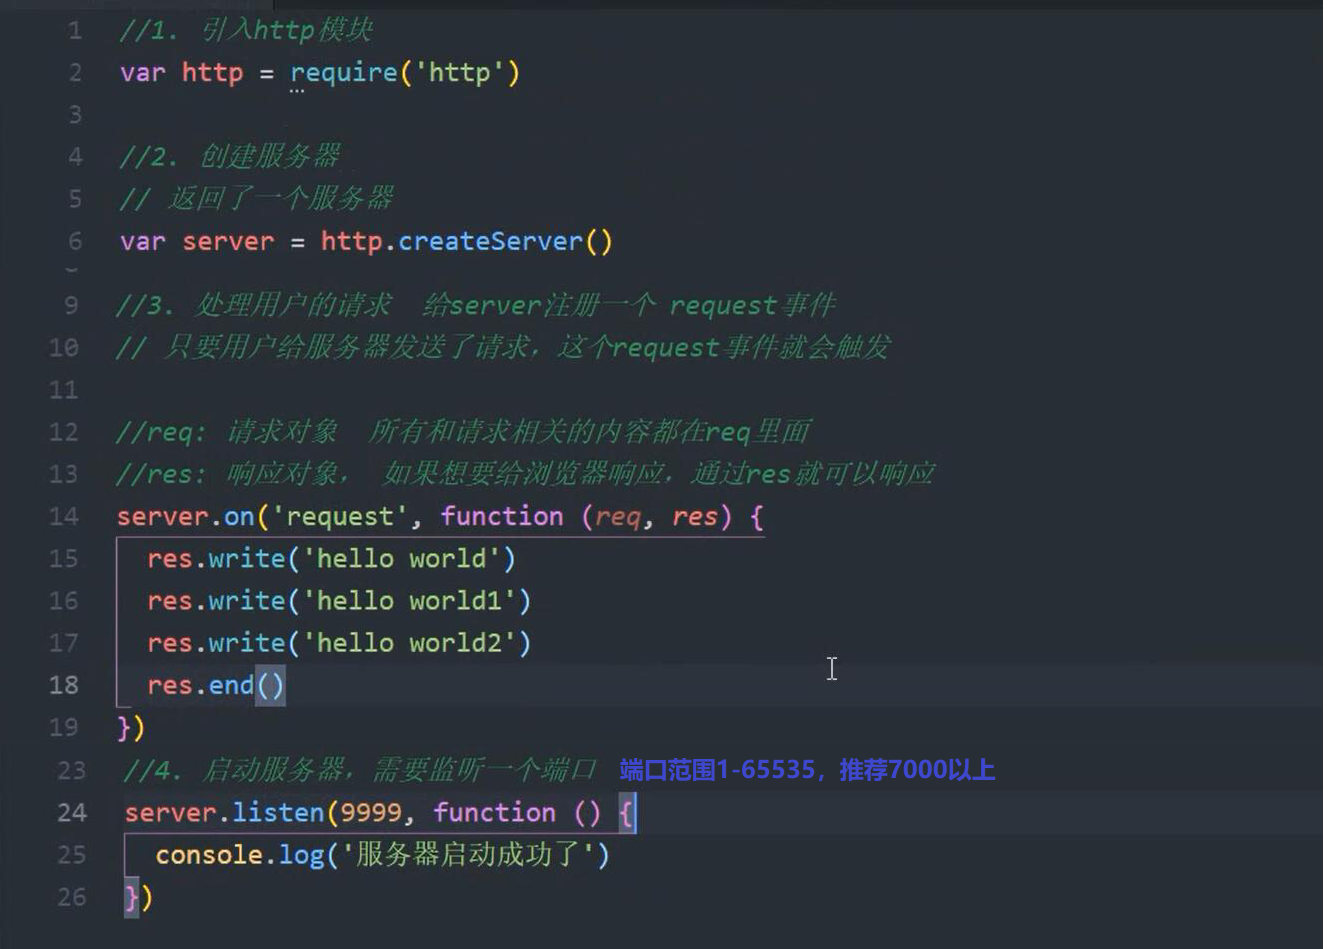 1 //1. 引入http模块
2 var http = require('http')
3
4 //2. 创建服务器
5 // 返回了一个服务器
6 var server = http.createServer()
9 //3. 处理用户的请求  给server注册一个 request事件
10 // 只要用户给服务器发送了请求，这个request事件就会触发
11
12 //req: 请求对象  所有和请求相关的内容都在req里面
13 //res: 响应对象， 如果想要给浏览器响应，通过res就可以响应
14 server.on('request', function (req, res) {
15   res.write('hello world')
16   res.write('hello world1')
17   res.write('hello world2')
18   res.end()
19 })
23 //4. 启动服务器，需要监听一个端口 端口范围1-65535，推荐7000以上
24 server.listen(9999, function () {
25   console.log('服务器启动成功了')
26 })